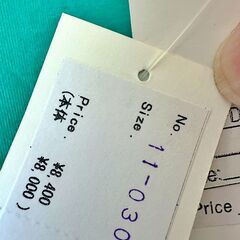 No. 11-030
Size:
Price: ¥8,400
(本体 ¥8,000)
Price